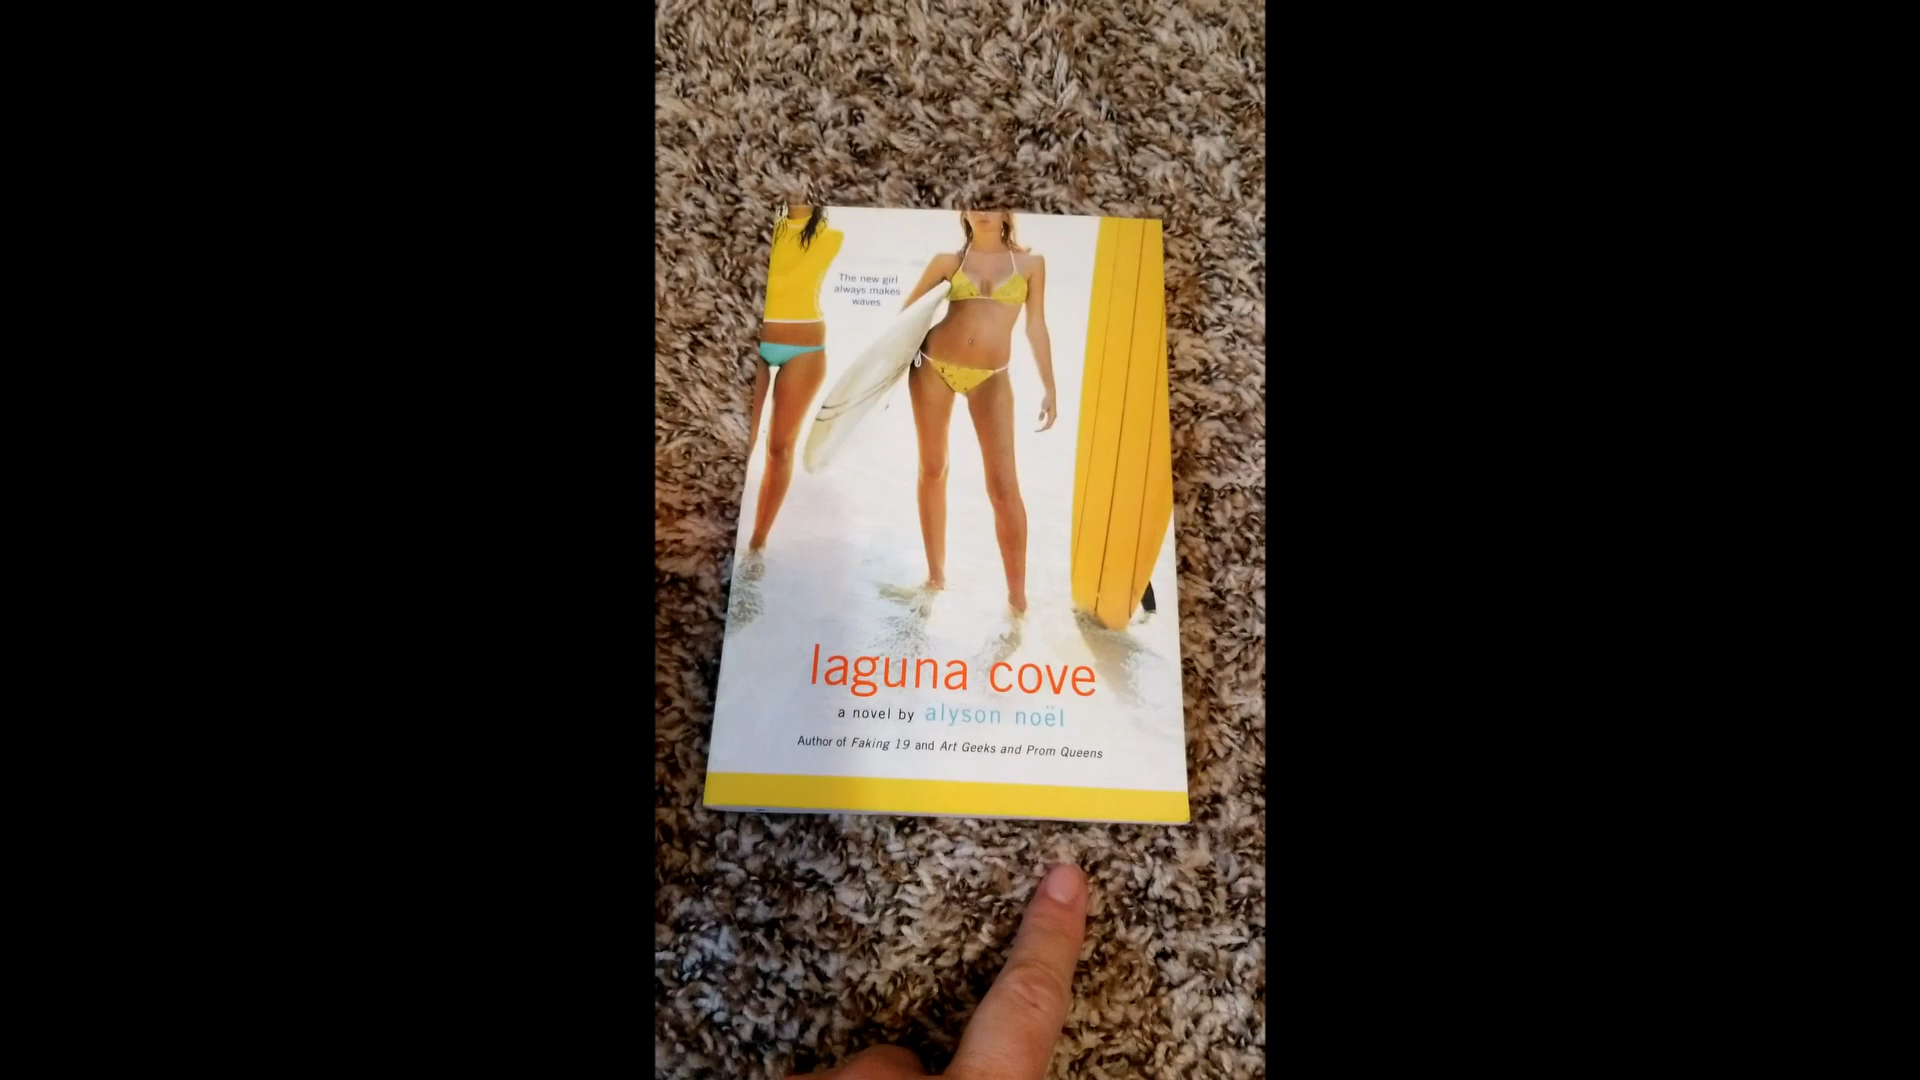 The new girl
always makes
waves
laguna cove
a novel by alyson noël
Author of Faking 19 and Art Geeks and Prom Queens